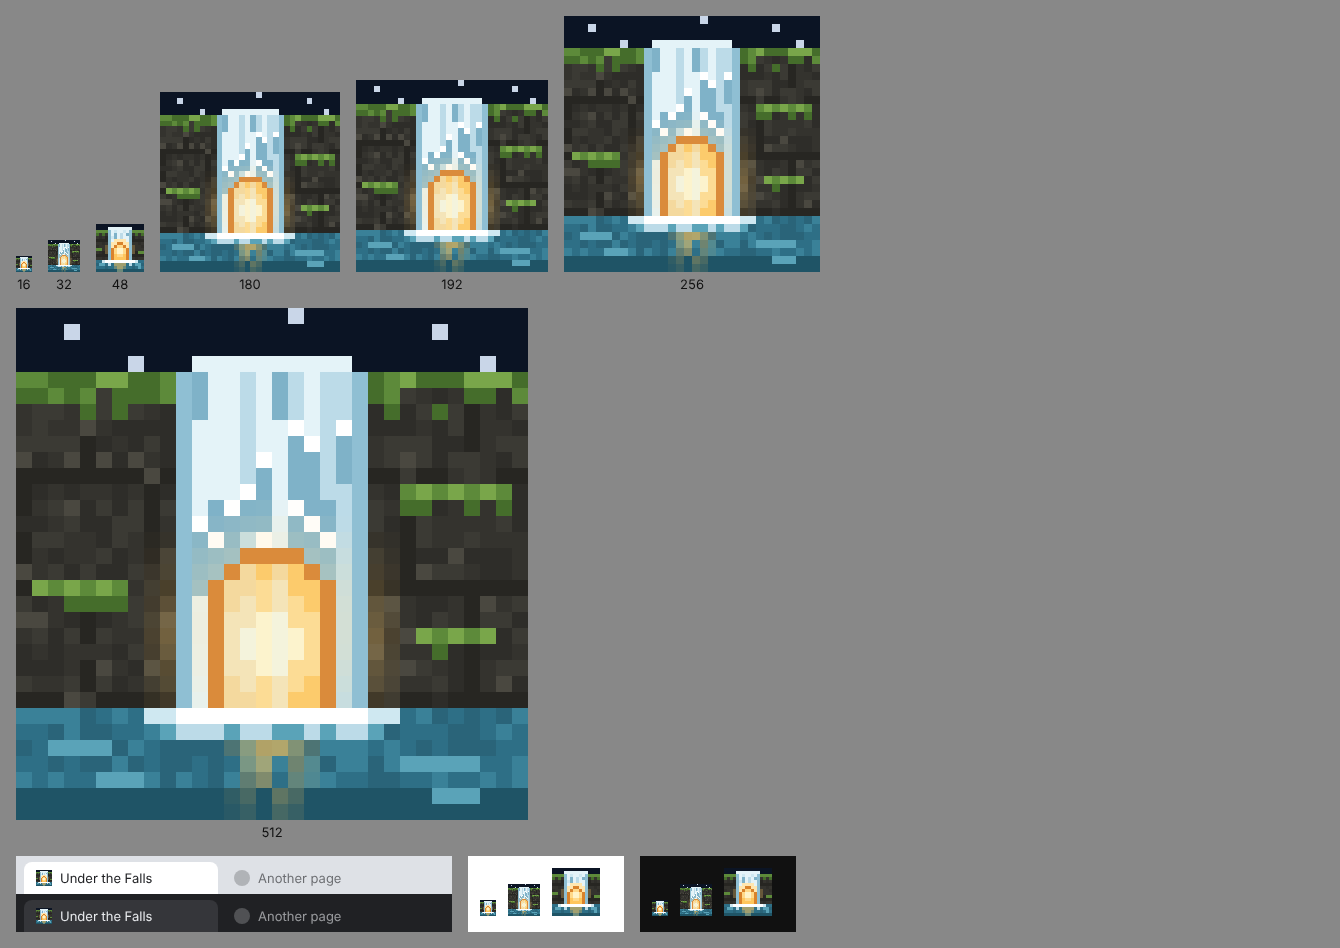 16
32
48
180
192
256
512
Under the Falls
Another page
Under the Falls
Another page